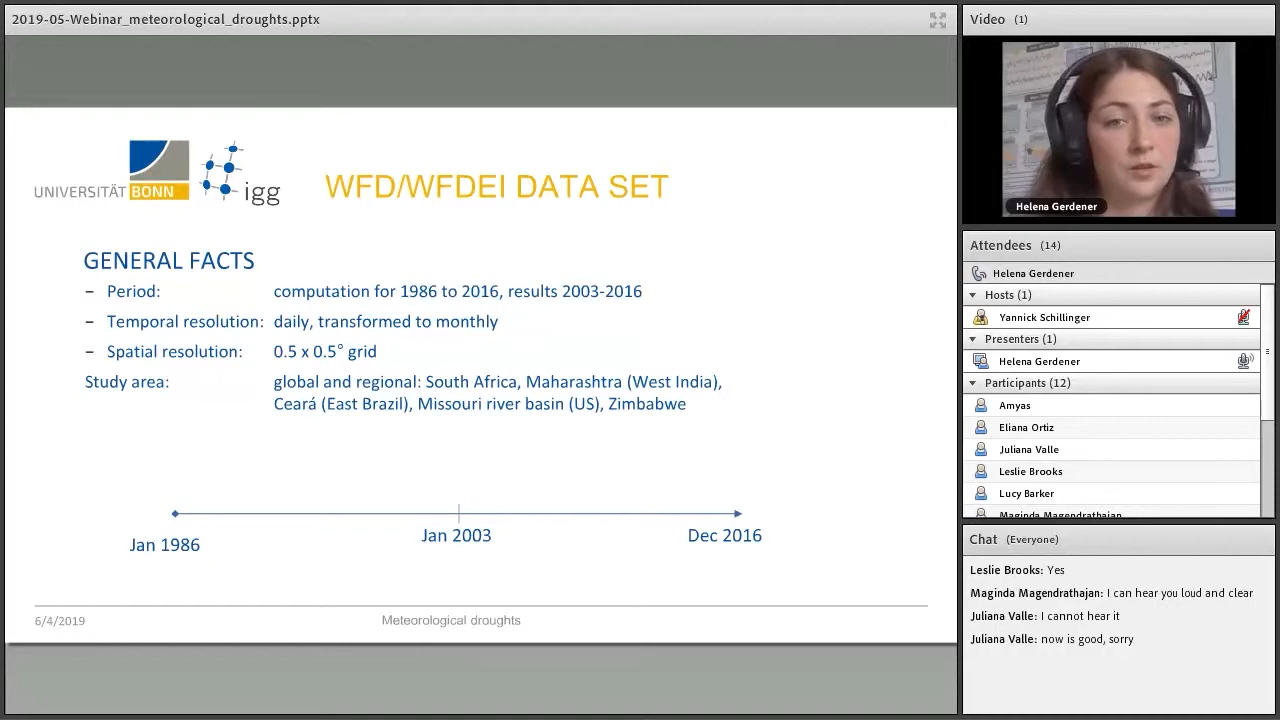 2019-05-Webinar_meteorological_droughts.pptx
UNIVERSITÄT BONN
igg
WFD/WFDEI DATA SET
GENERAL FACTS
– Period: computation for 1986 to 2016, results 2003-2016
– Temporal resolution: daily, transformed to monthly
– Spatial resolution: 0.5 x 0.5° grid
Study area: global and regional: South Africa, Maharashtra (West India),
Ceará (East Brazil), Missouri river basin (US), Zimbabwe
Jan 1986
Jan 2003
Dec 2016
6/4/2019
Meteorological droughts
Video (1)
Helena Gerdener
Attendees (14)
Helena Gerdener
Hosts (1)
Yannick Schillinger
Presenters (1)
Helena Gerdener
Participants (12)
Amyas
Eliana Ortiz
Juliana Valle
Leslie Brooks
Lucy Barker
Maginda Magendrathajan
Chat (Everyone)
Leslie Brooks: Yes
Maginda Magendrathajan: I can hear you loud and clear
Juliana Valle: I cannot hear it
Juliana Valle: now is good, sorry